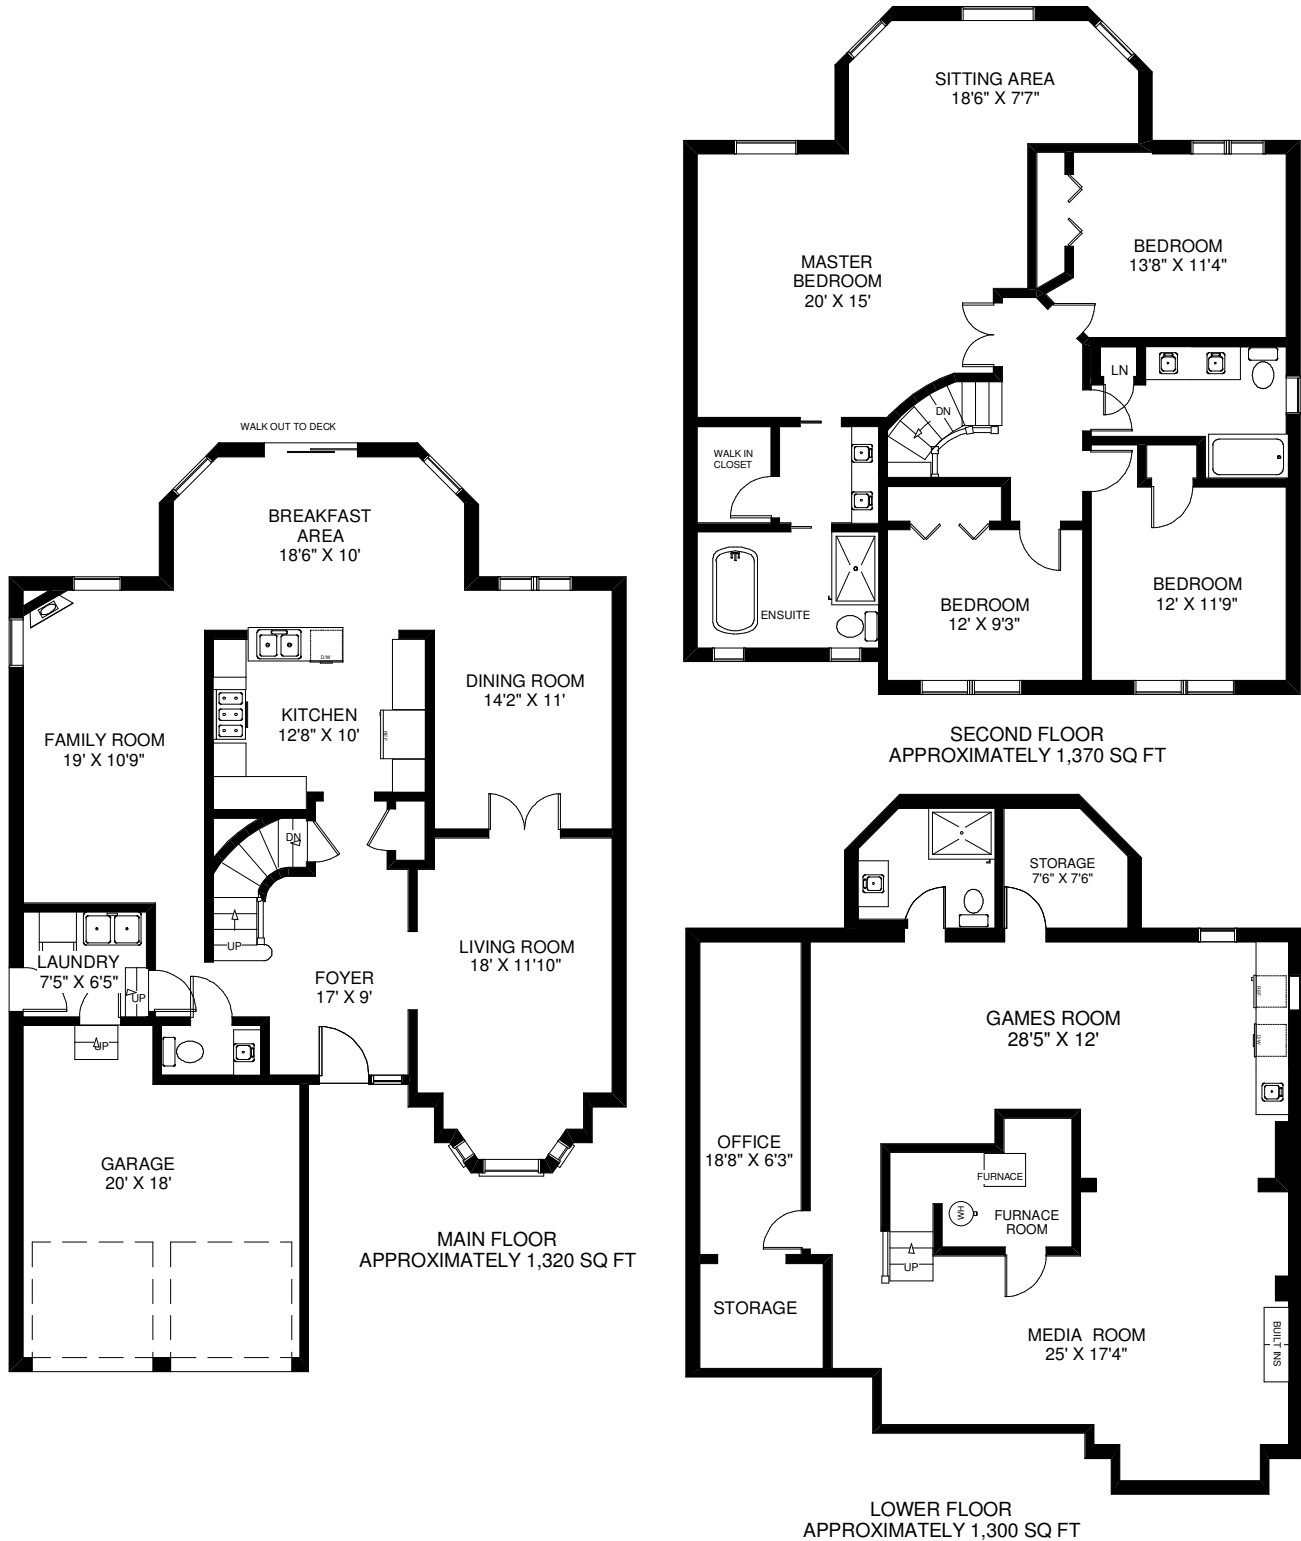 SITTING AREA
18'6" X 7'7"
MASTER
BEDROOM
20' X 15'
BEDROOM
13'8" X 11'4"
LN
DN
WALK IN
CLOSET
ENSUITE
BEDROOM
12' X 9'3"
BEDROOM
12' X 11'9"
SECOND FLOOR
APPROXIMATELY 1,370 SQ FT
WALK OUT TO DECK
BREAKFAST
AREA
18'6" X 10'
D/W
KITCHEN
12'8" X 10'
REF
DINING ROOM
14'2" X 11'
FAMILY ROOM
19' X 10'9"
DN
UP
LIVING ROOM
18' X 11'10"
LAUNDRY
7'5" X 6'5"
UP
FOYER
17' X 9'
UP
GARAGE
20' X 18'
MAIN FLOOR
APPROXIMATELY 1,320 SQ FT
STORAGE
7'6" X 7'6"
GAMES ROOM
28'5" X 12'
REF
D/W
OFFICE
18'8" X 6'3"
FURNACE
WH
FURNACE
ROOM
UP
STORAGE
MEDIA ROOM
25' X 17'4"
BUILT INS
LOWER FLOOR
APPROXIMATELY 1,300 SQ FT